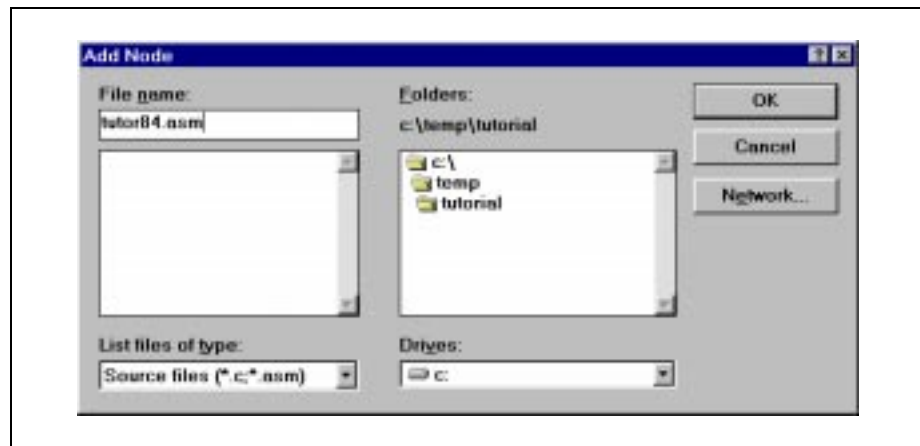 Add Node
File name:
tutor84.asm
List files of type:
Source files (*.c;*.asm)
Folders:
c:\temp\tutorial
c:\
temp
tutorial
Drives:
c:
OK
Cancel
Network...